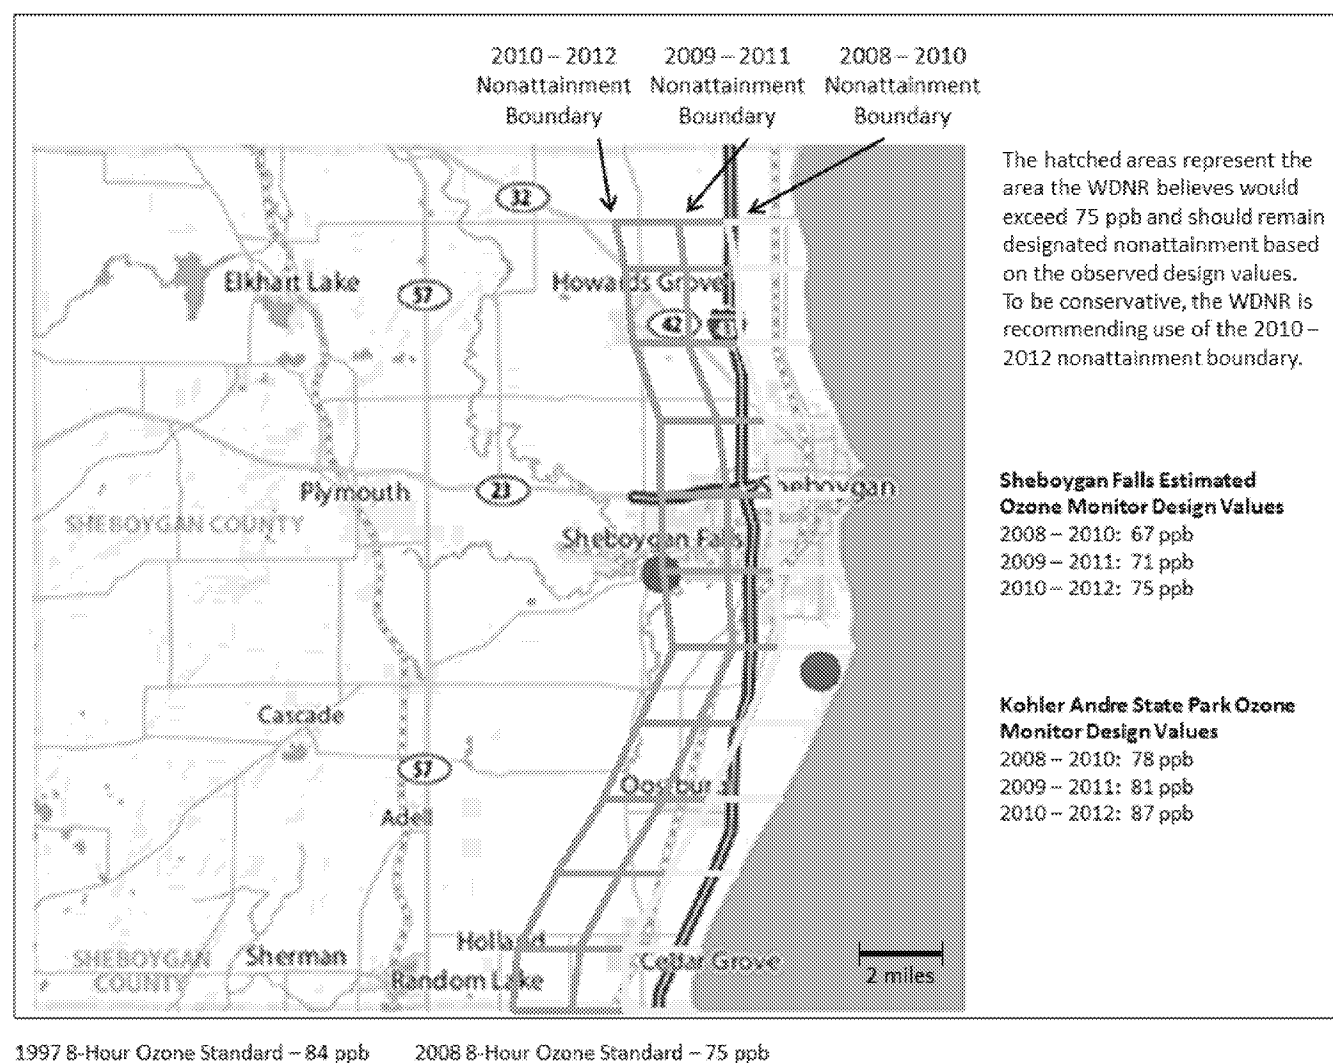 2010 – 2012
Nonattainment
Boundary
2009 – 2011
Nonattainment
Boundary
2008 – 2010
Nonattainment
Boundary
The hatched areas represent the
area the WDNR believes would
exceed 75 ppb and should remain
designated nonattainment based
on the observed design values.
To be conservative, the WDNR is
recommending use of the 2010 –
2012 nonattainment boundary.
32
Elkhart Lake
57
Howards Grove
42
Plymouth
23
Sheboygan
SHEBOYGAN COUNTY
Sheboygan Falls
Sheboygan Falls Estimated
Ozone Monitor Design Values
2008 – 2010: 67 ppb
2009 – 2011: 71 ppb
2010 – 2012: 75 ppb
Cascade
57
Oostburg
Adell
Kohler Andre State Park Ozone
Monitor Design Values
2008 – 2010: 78 ppb
2009 – 2011: 81 ppb
2010 – 2012: 87 ppb
Holland
SHEBOYGAN
COUNTY
Sherman
Cedar Grove
Random Lake
2 miles
1997 8-Hour Ozone Standard – 84 ppb
2008 8-Hour Ozone Standard – 75 ppb